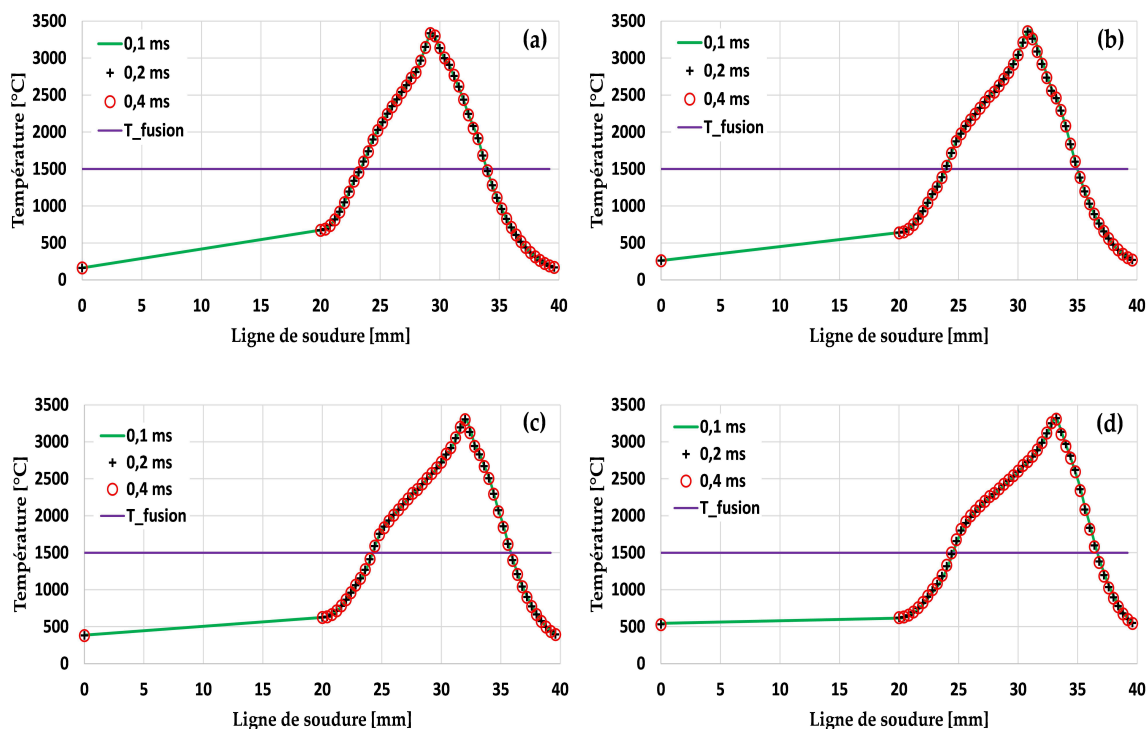 (a)
3500
3000
2500
2000
1500
1000
500
0
Température [°C]
0,1 ms
0,2 ms
0,4 ms
T_fusion
0 5 10 15 20 25 30 35 40
Ligne de soudure [mm]
(b)
3500
3000
2500
2000
1500
1000
500
0
Température [°C]
0,1 ms
0,2 ms
0,4 ms
T_fusion
0 5 10 15 20 25 30 35 40
Ligne de soudure [mm]
(c)
3500
3000
2500
2000
1500
1000
500
0
Température [°C]
0,1 ms
0,2 ms
0,4 ms
T_fusion
0 5 10 15 20 25 30 35 40
Ligne de soudure [mm]
(d)
3500
3000
2500
2000
1500
1000
500
0
Température [°C]
0,1 ms
0,2 ms
0,4 ms
T_fusion
0 5 10 15 20 25 30 35 40
Ligne de soudure [mm]